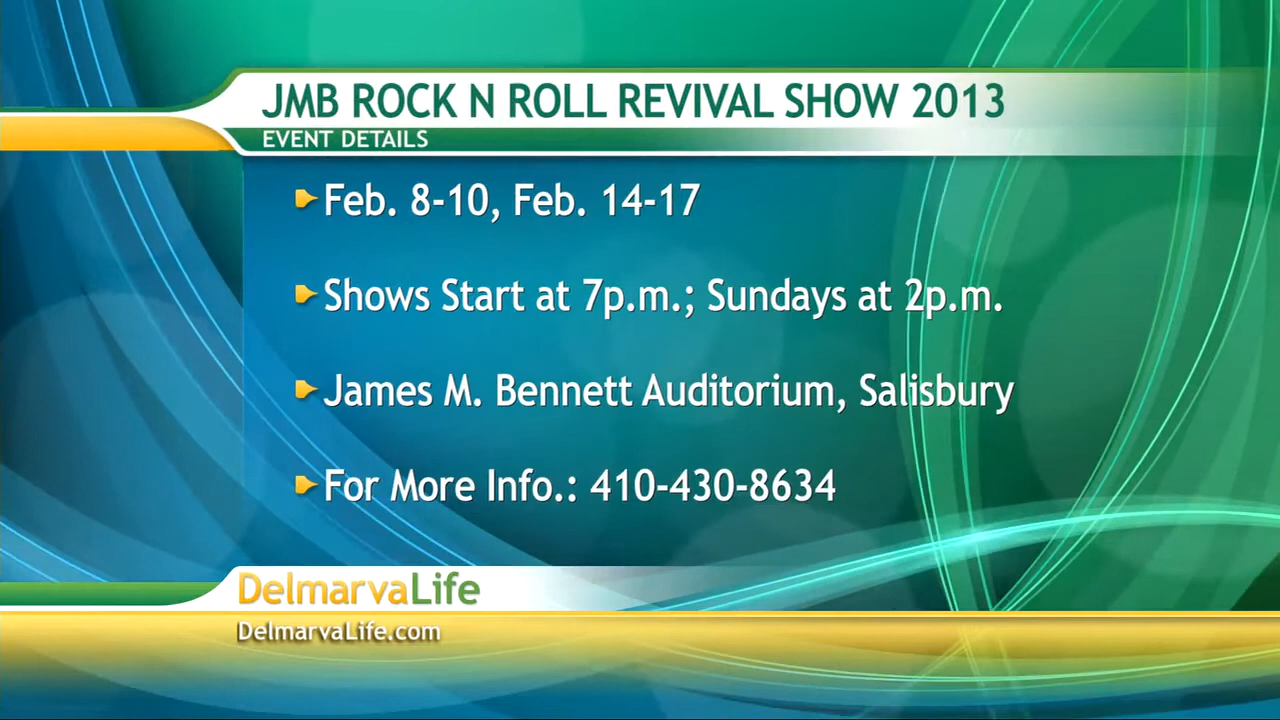 JMB ROCK N ROLL REVIVAL SHOW 2013
EVENT DETAILS
Feb. 8-10, Feb. 14-17
Shows Start at 7p.m.; Sundays at 2p.m.
James M. Bennett Auditorium, Salisbury
For More Info.: 410-430-8634
DelmarvaLife
DelmarvaLife.com